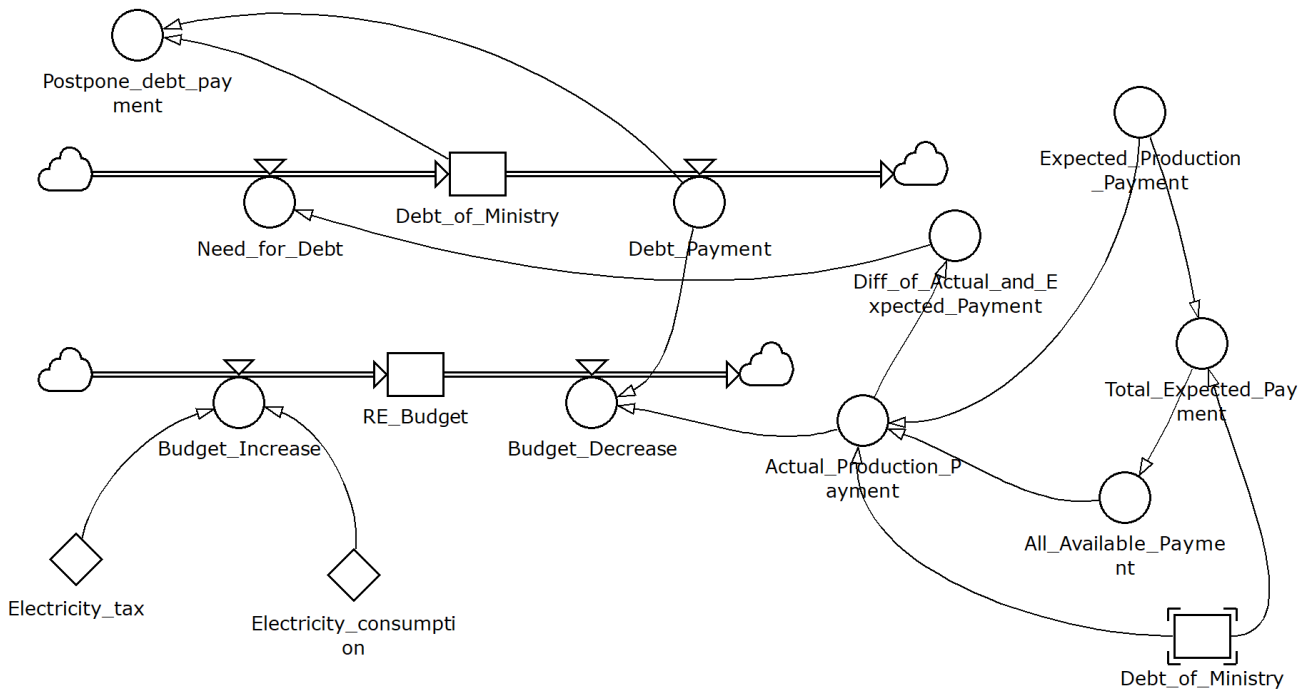 Postpone_debt_pay
ment
Expected_Production
_Payment
Debt_of_Ministry
Need_for_Debt
Debt_Payment
Diff_of_Actual_and_E
xpected_Payment
Total_Expected_Pay
ment
RE_Budget
Budget_Increase
Budget_Decrease
Actual_Production_P
ayment
All_Available_Payme
nt
Electricity_tax
Electricity_consumpti
on
Debt_of_Ministry